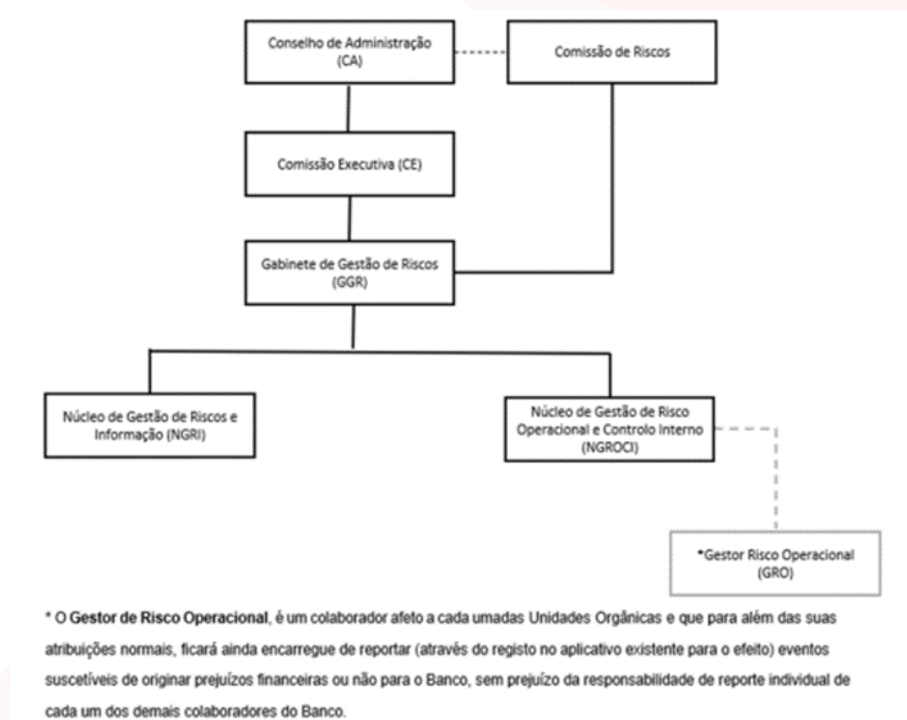 Conselho de Administração
(CA)
Comissão de Riscos
Comissão Executiva (CE)
Gabinete de Gestão de Riscos
(GGR)
Núcleo de Gestão de Riscos e
Informação (NGRI)
Núcleo de Gestão de Risco
Operacional e Controlo Interno
(NGROCI)
*Gestor Risco Operacional
(GRO)
* O Gestor de Risco Operacional, é um colaborador afeto a cada umadas Unidades Orgânicas e que para além das suas
atribuições normais, ficará ainda encarregue de reportar (através do registo no aplicativo existente para o efeito) eventos
suscetíveis de originar prejuízos financeiras ou não para o Banco, sem prejuízo da responsabilidade de reporte individual de
cada um dos demais colaboradores do Banco.